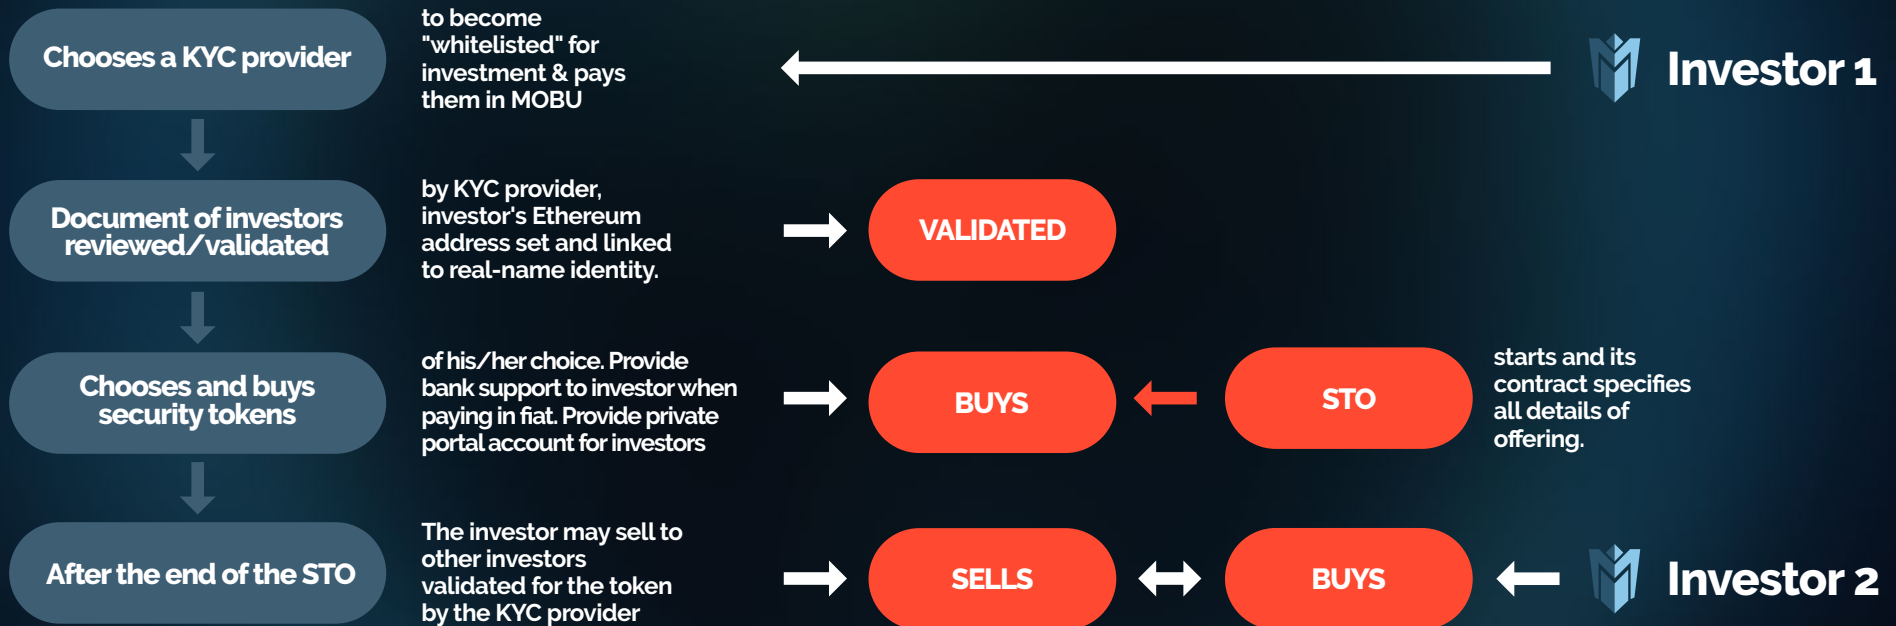 Chooses a KYC provider
to become
"whitelisted" for
investment & pays
them in MOBU
Investor 1
Document of investors
reviewed/validated
by KYC provider,
investor's Ethereum
address set and linked
to real-name identity.
VALIDATED
Chooses and buys
security tokens
of his/her choice. Provide
bank support to investor when
paying in fiat. Provide private
portal account for investors
BUYS
STO
starts and its
contract specifies
all details of
offering.
After the end of the STO
The investor may sell to
other investors
validated for the token
by the KYC provider
SELLS
BUYS
Investor 2